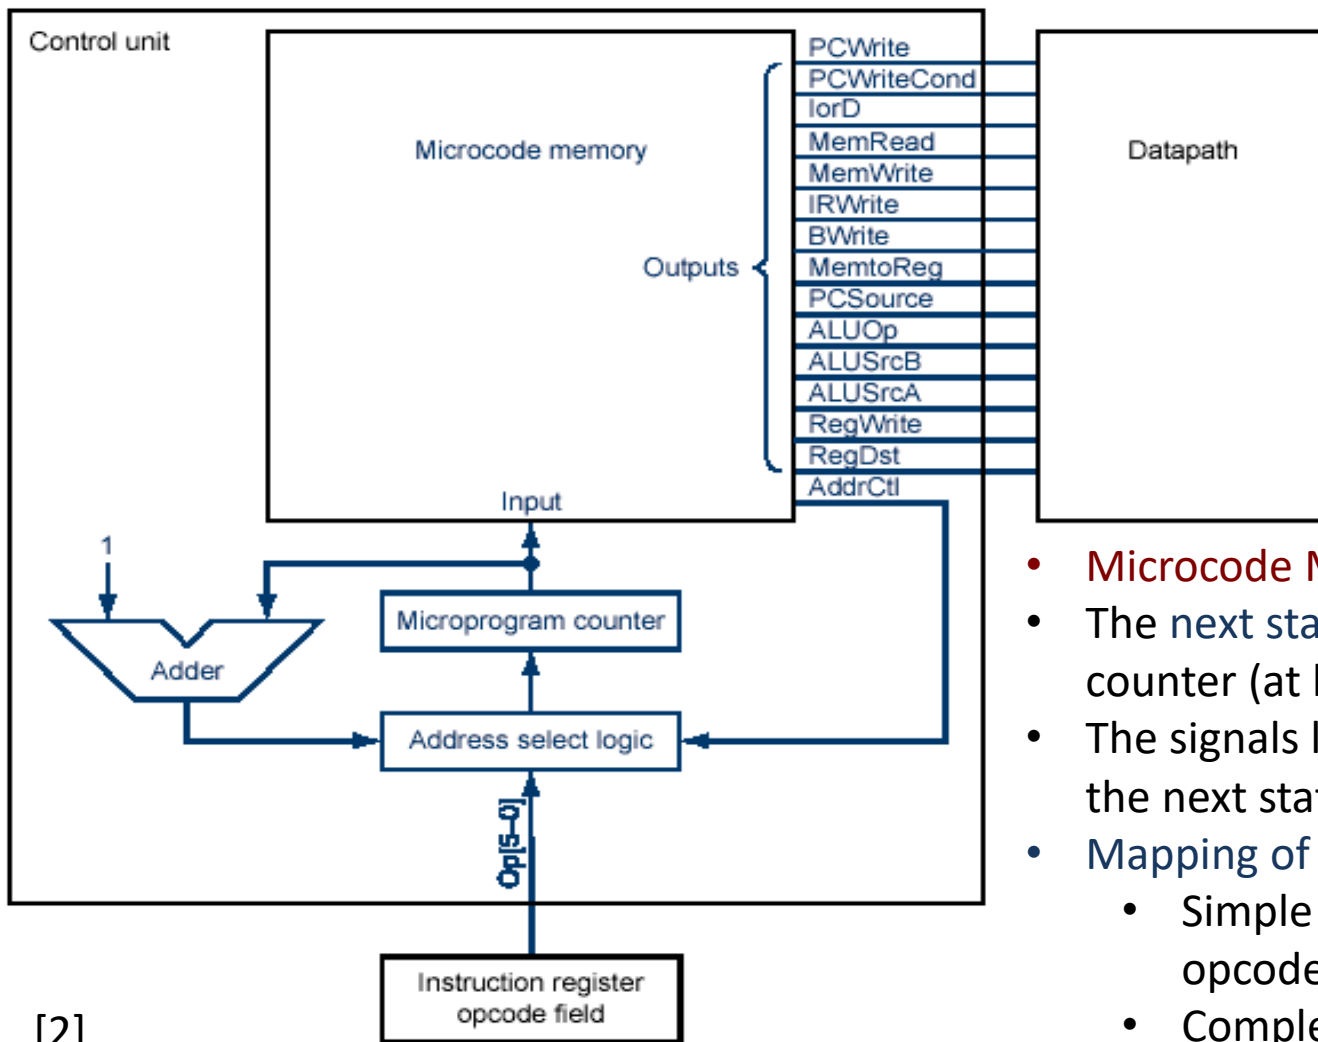 Control unit
Microcode memory
Outputs
Input
PCWrite
PCWriteCond
IorD
MemRead
MemWrite
IRWrite
BWrite
MemtoReg
PCSource
ALUOp
ALUSrcB
ALUSrcA
RegWrite
RegDst
AddrCtl
Datapath
1
Adder
Microprogram counter
Address select logic
Op[5–0]
Instruction register
opcode field
[2]
• Microcode
• The next
counter (at
• The signals
the next
• Mapping of
• Simple
opcode
•